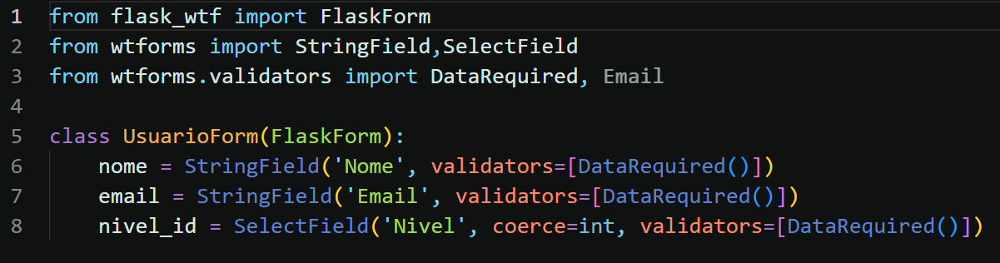 1 from flask_wtf import FlaskForm
2 from wtforms import StringField,SelectField
3 from wtforms.validators import DataRequired, Email
4
5 class UsuarioForm(FlaskForm):
6     nome = StringField('Nome', validators=[DataRequired()])
7     email = StringField('Email', validators=[DataRequired()])
8     nivel_id = SelectField('Nivel', coerce=int, validators=[DataRequired()])